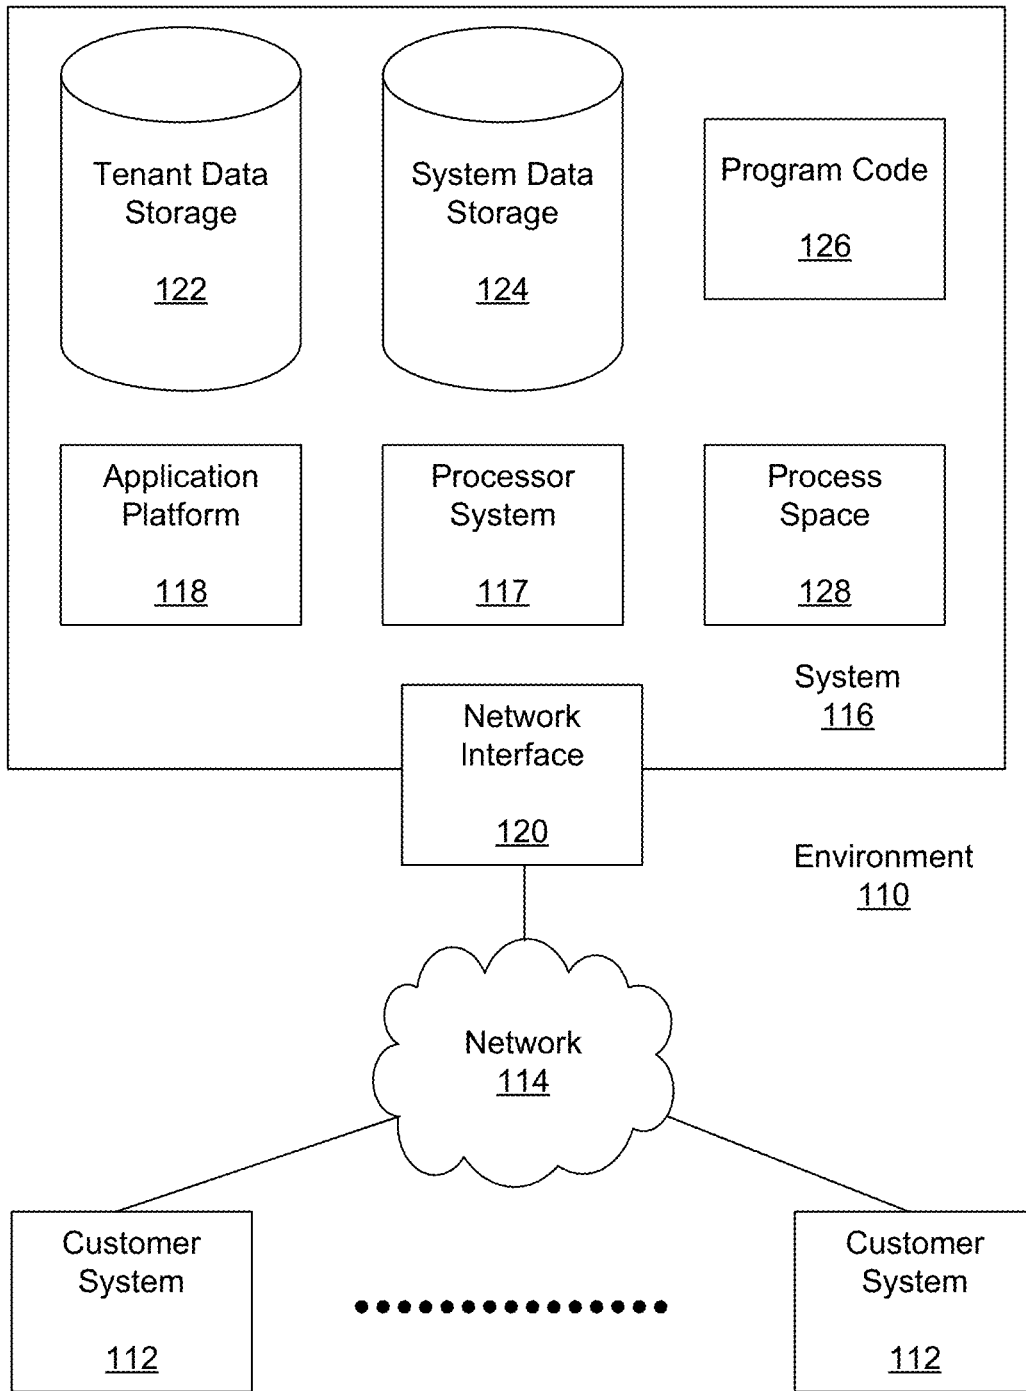 Tenant Data
Storage
122
System Data
Storage
124
Program Code
126
Application
Platform
118
Processor
System
117
Process
Space
128
System
116
Network
Interface
120
Environment
110
Network
114
Customer
System
112
Customer
System
112